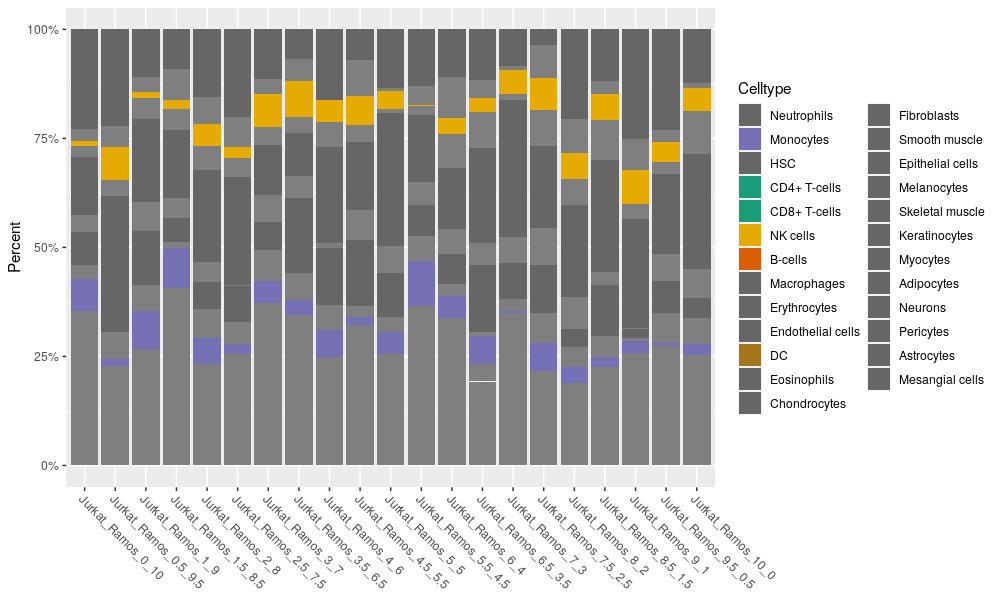 100%
75%
50%
25%
0%
Percent
Jurkat_Ramos_0_10
Jurkat_Ramos_0.5_9.5
Jurkat_Ramos_1_9
Jurkat_Ramos_1.5_8.5
Jurkat_Ramos_2_8
Jurkat_Ramos_2.5_7.5
Jurkat_Ramos_3_7
Jurkat_Ramos_3.5_6.5
Jurkat_Ramos_4_6
Jurkat_Ramos_4.5_5.5
Jurkat_Ramos_5_5
Jurkat_Ramos_5.5_4.5
Jurkat_Ramos_6_4
Jurkat_Ramos_6.5_3.5
Jurkat_Ramos_7_3
Jurkat_Ramos_7.5_2.5
Jurkat_Ramos_8_2
Jurkat_Ramos_8.5_1.5
Jurkat_Ramos_9_1
Jurkat_Ramos_9.5_0.5
Jurkat_Ramos_10_0
Celltype
Neutrophils
Monocytes
HSC
CD4+ T-cells
CD8+ T-cells
NK cells
B-cells
Macrophages
Erythrocytes
Endothelial cells
DC
Eosinophils
Chondrocytes
Fibroblasts
Smooth muscle
Epithelial cells
Melanocytes
Skeletal muscle
Keratinocytes
Myocytes
Adipocytes
Neurons
Pericytes
Astrocytes
Mesangial cells